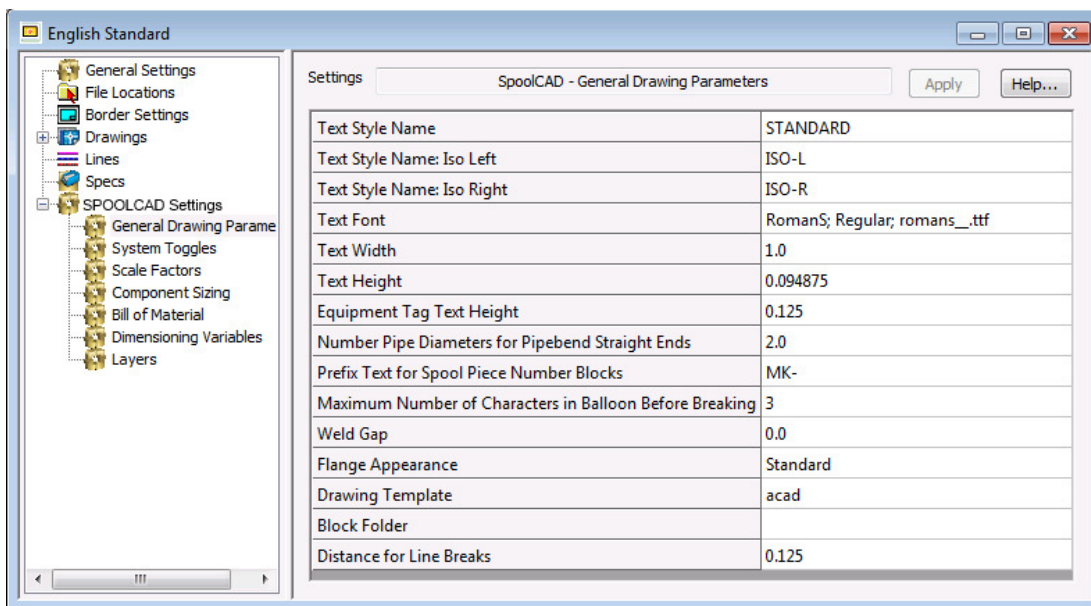 English Standard
General Settings
File Locations
Border Settings
Drawings
Lines
Specs
SPOOLCAD Settings
General Drawing Parame
System Toggles
Scale Factors
Component Sizing
Bill of Material
Dimensioning Variables
Layers
Settings SpoolCAD - General Drawing Parameters Apply Help...
Text Style Name STANDARD
Text Style Name: Iso Left ISO-L
Text Style Name: Iso Right ISO-R
Text Font RomanS; Regular; romans__.ttf
Text Width 1.0
Text Height 0.094875
Equipment Tag Text Height 0.125
Number Pipe Diameters for Pipebend Straight Ends 2.0
Prefix Text for Spool Piece Number Blocks MK-
Maximum Number of Characters in Balloon Before Breaking 3
Weld Gap 0.0
Flange Appearance Standard
Drawing Template acad
Block Folder
Distance for Line Breaks 0.125